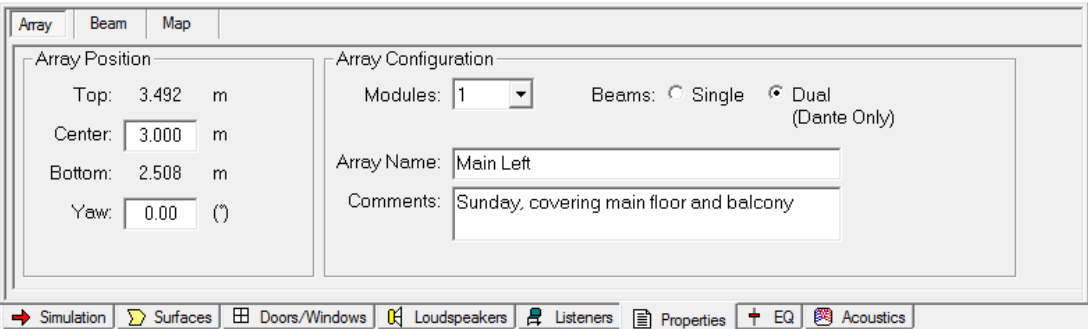 Array Beam Map
Array Position
Top: 3.492 m
Center: 3.000 m
Bottom: 2.508 m
Yaw: 0.00 (°)
Array Configuration
Modules: 1 Beams: Single Dual
(Dante Only)
Array Name: Main Left
Comments: Sunday, covering main floor and balcony
Simulation Surfaces Doors/Windows Loudspeakers Listeners Properties EQ Acoustics